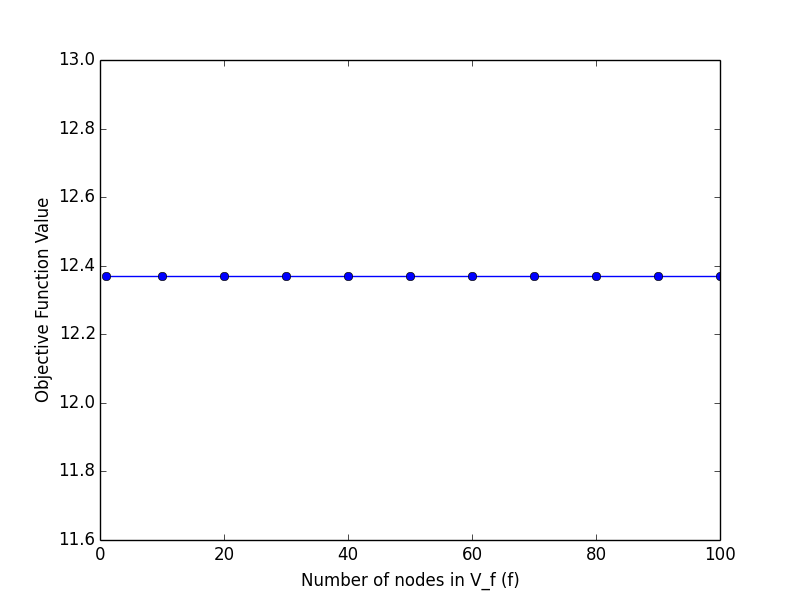 13.0
12.8
12.6
12.4
12.2
12.0
11.8
11.6
Objective Function Value
0 20 40 60 80 100
Number of nodes in V_f (f)